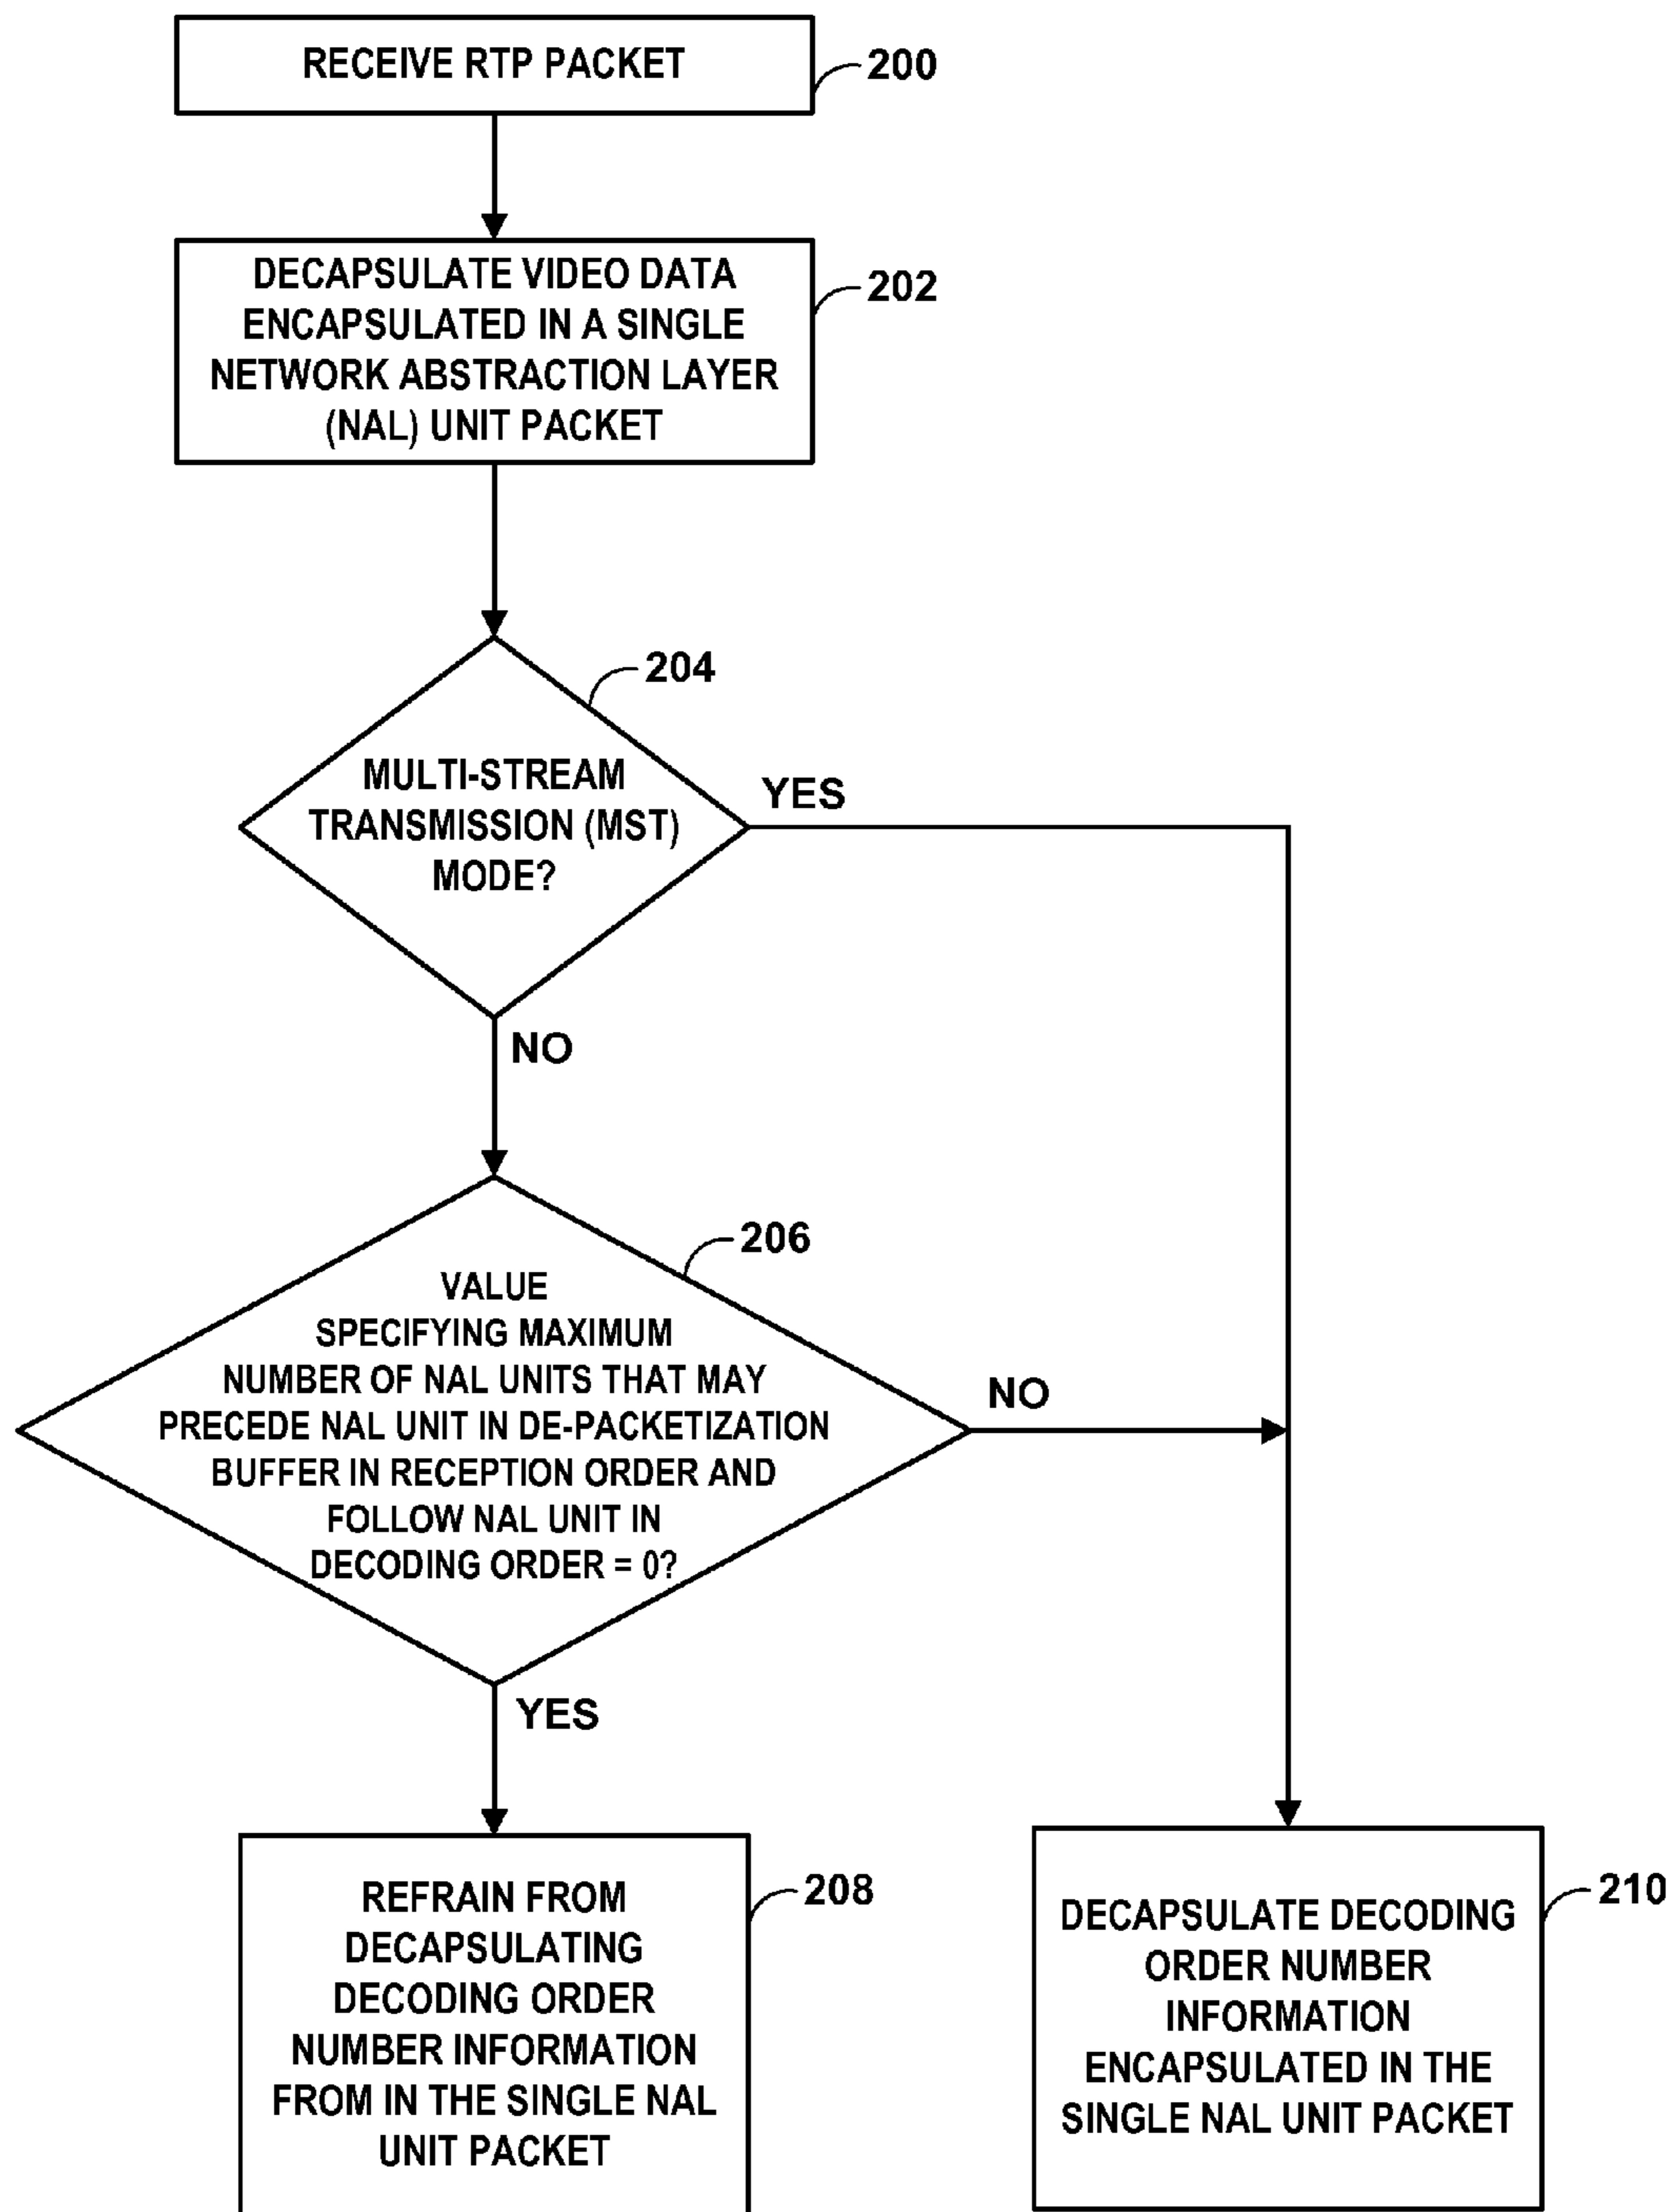 RECEIVE RTP PACKET
200
DECAPSULATE VIDEO DATA
ENCAPSULATED IN A SINGLE
NETWORK ABSTRACTION LAYER
(NAL) UNIT PACKET
202
204
MULTI-STREAM
TRANSMISSION (MST)
MODE?
YES
NO
206
VALUE
SPECIFYING MAXIMUM
NUMBER OF NAL UNITS THAT MAY
PRECEDE NAL UNIT IN DE-PACKETIZATION
BUFFER IN RECEPTION ORDER AND
FOLLOW NAL UNIT IN
DECODING ORDER = 0?
NO
YES
REFRAIN FROM
DECAPSULATING
DECODING ORDER
NUMBER INFORMATION
FROM IN THE SINGLE NAL
UNIT PACKET
208
DECAPSULATE DECODING
ORDER NUMBER
INFORMATION
ENCAPSULATED IN THE
SINGLE NAL UNIT PACKET
210